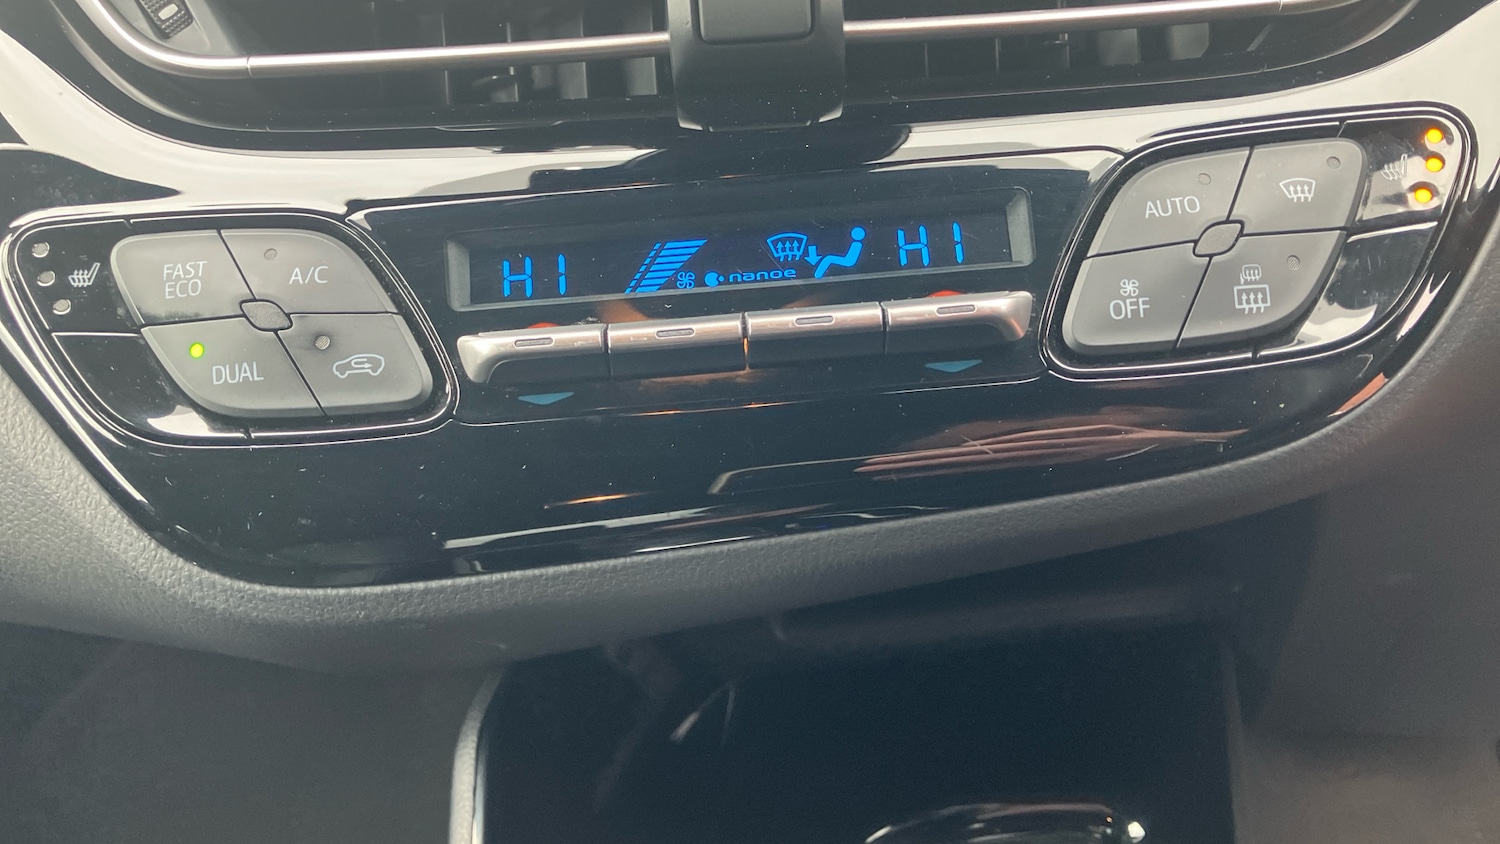 FAST
ECO
A/C
DUAL
HI
nanoe
HI
AUTO
OFF